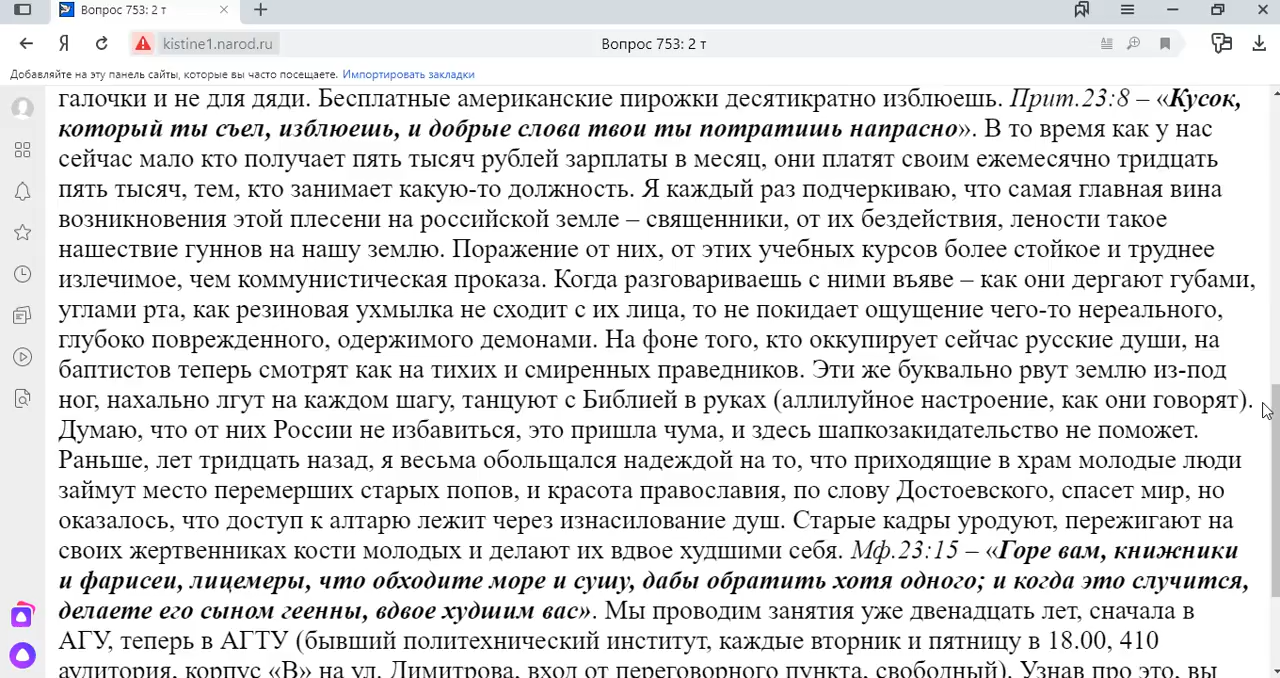 Вопрос 753: 2 т
kistine1.narod.ru
Вопрос 753: 2 т
Добавляйте на эту панель сайты, которые вы часто посещаете. Импортировать закладки
галочки и не для дяди. Бесплатные американские пирожки десятикратно изблюешь. Прит.23:8 – «Кусок,
который ты съел, изблюешь, и добрые слова твои ты потратишь напрасно». В то время как у нас
сейчас мало кто получает пять тысяч рублей зарплаты в месяц, они платят своим ежемесячно тридцать
пять тысяч, тем, кто занимает какую-то должность. Я каждый раз подчеркиваю, что самая главная вина
возникновения этой плесени на российской земле – священники, от их бездействия, лености такое
нашествие гуннов на нашу землю. Поражение от них, от этих учебных курсов более стойкое и труднее
излечимое, чем коммунистическая проказа. Когда разговариваешь с ними въяве – как они дергают губами,
углами рта, как резиновая ухмылка не сходит с их лица, то не покидает ощущение чего-то нереального,
глубоко поврежденного, одержимого демонами. На фоне того, кто оккупирует сейчас русские души, на
баптистов теперь смотрят как на тихих и смиренных праведников. Эти же буквально рвут землю из-под
ног, нахально лгут на каждом шагу, танцуют с Библией в руках (аллилуйное настроение, как они говорят).
Думаю, что от них России не избавиться, это пришла чума, и здесь шапкозакидательство не поможет.
Раньше, лет тридцать назад, я весьма обольщался надеждой на то, что приходящие в храм молодые люди
займут место перемерших старых попов, и красота православия, по слову Достоевского, спасет мир, но
оказалось, что доступ к алтарю лежит через изнасилование душ. Старые кадры уродуют, пережигают на
своих жертвенниках кости молодых и делают их вдвое худшими себя. Мф.23:15 – «Горе вам, книжники
и фарисеи, лицемеры, что обходите море и сушу, дабы обратить хотя одного; и когда это случится,
делаете его сыном геенны, вдвое худшим вас». Мы проводим занятия уже двенадцать лет, сначала в
АГУ, теперь в АГТУ (бывший политехнический институт, каждые вторник и пятницу в 18.00, 410
аудитория, корпус «В» на ул. Димитрова, вход от переговорного пункта, свободный). Узнав про это, вы